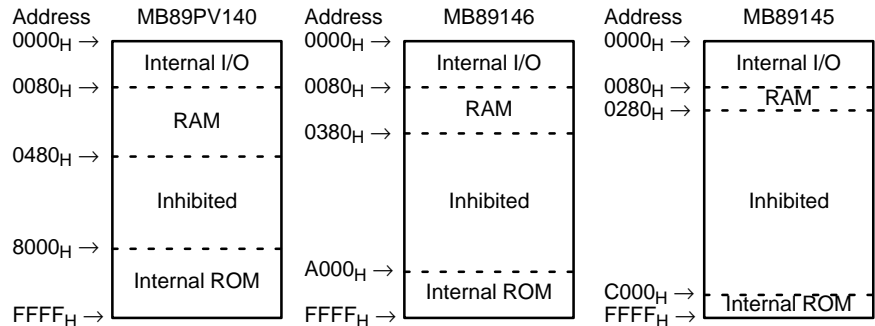 Address MB89PV140
0000H →
Internal I/O
0080H →
RAM
0480H →
Inhibited
8000H →
Internal ROM
FFFFH →
Address MB89146
0000H →
Internal I/O
0080H →
RAM
0380H →
Inhibited
A000H →
Internal ROM
FFFFH →
Address MB89145
0000H →
Internal I/O
0080H →
RAM
0280H →
Inhibited
C000H →
Internal ROM
FFFFH →